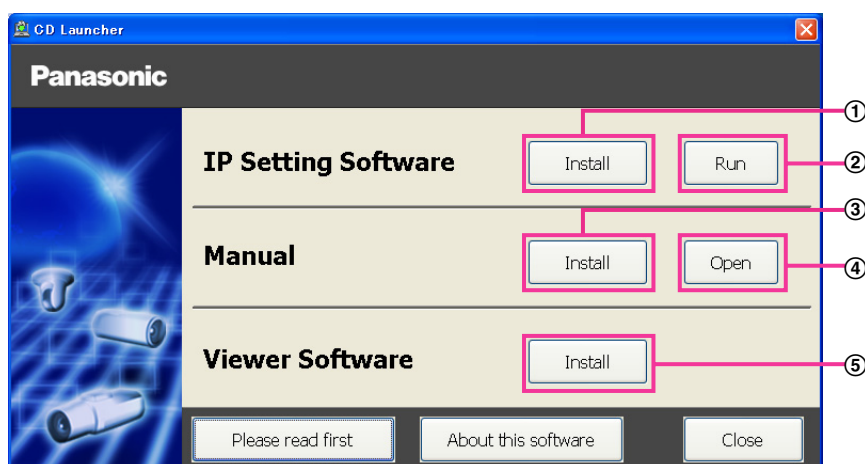 CD Launcher
Panasonic
①
IP Setting Software Install Run ②
③
Manual Install Open ④
Viewer Software Install ⑤
Please read first About this software Close